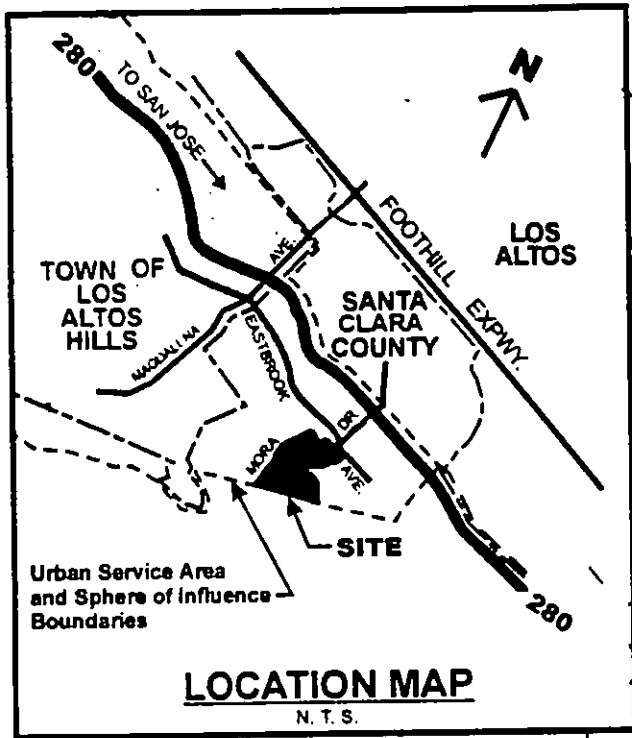 280
TO SAN JOSE
N
FOOTHILL EXPWY.
LOS
ALTOS
AVE.
TOWN OF
LOS
ALTOS
HILLS
SANTA
CLARA
COUNTY
MAGDALINA
EASTBROOK
DR
MORA
AVE.
SITE
Urban Service Area
and Sphere of Influence
Boundaries
280
LOCATION MAP
N. T. S.